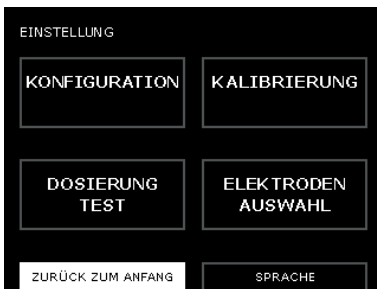 EINSTELLUNG
KONFIGURATION
KALIBRIERUNG
DOSIERUNG
TEST
ELEKTRODEN
AUSWAHL
ZURÜCK ZUM ANFANG
SPRACHE